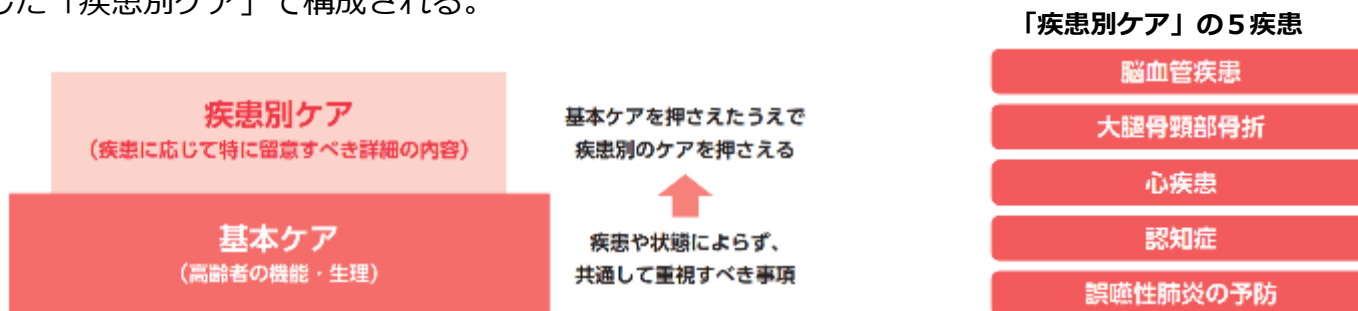 した「疾患別ケア」で構成される。
疾患別ケア
（疾患に応じて特に留意すべき詳細の内容）
基本ケア
（高齢者の機能・生理）
基本ケアを押さえたうえで
疾患別のケアを押さえる
疾患や状態によらず、
共通して重視すべき事項
「疾患別ケア」の５疾患
脳血管疾患
大腿骨頸部骨折
心疾患
認知症
誤嚥性肺炎の予防